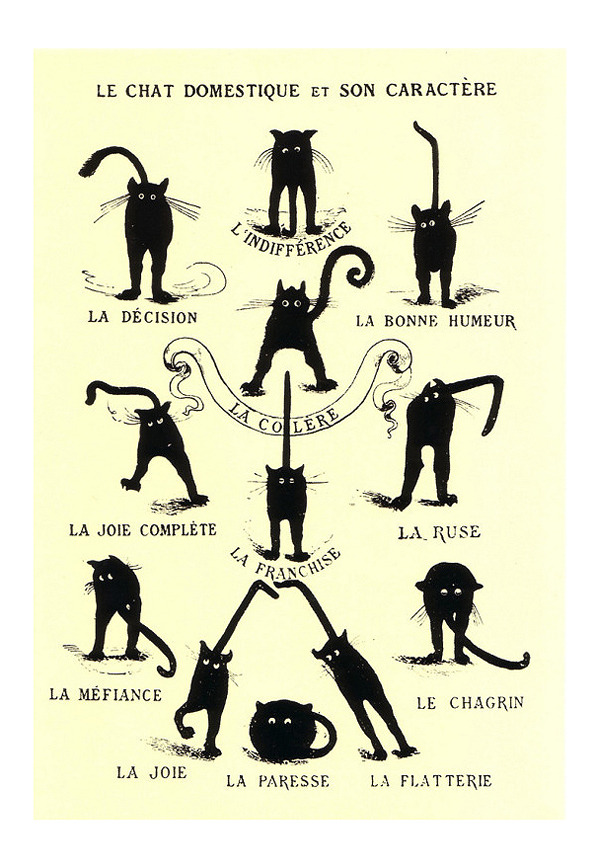 LE CHAT DOMESTIQUE ET SON CARACTÈRE
L'INDIFFÉRENCE
LA DÉCISION
LA BONNE HUMEUR
LA COLÈRE
LA JOIE COMPLÈTE
LA RUSE
LA FRANCHISE
LA MÉFIANCE
LE CHAGRIN
LA JOIE
LA PARESSE
LA FLATTERIE